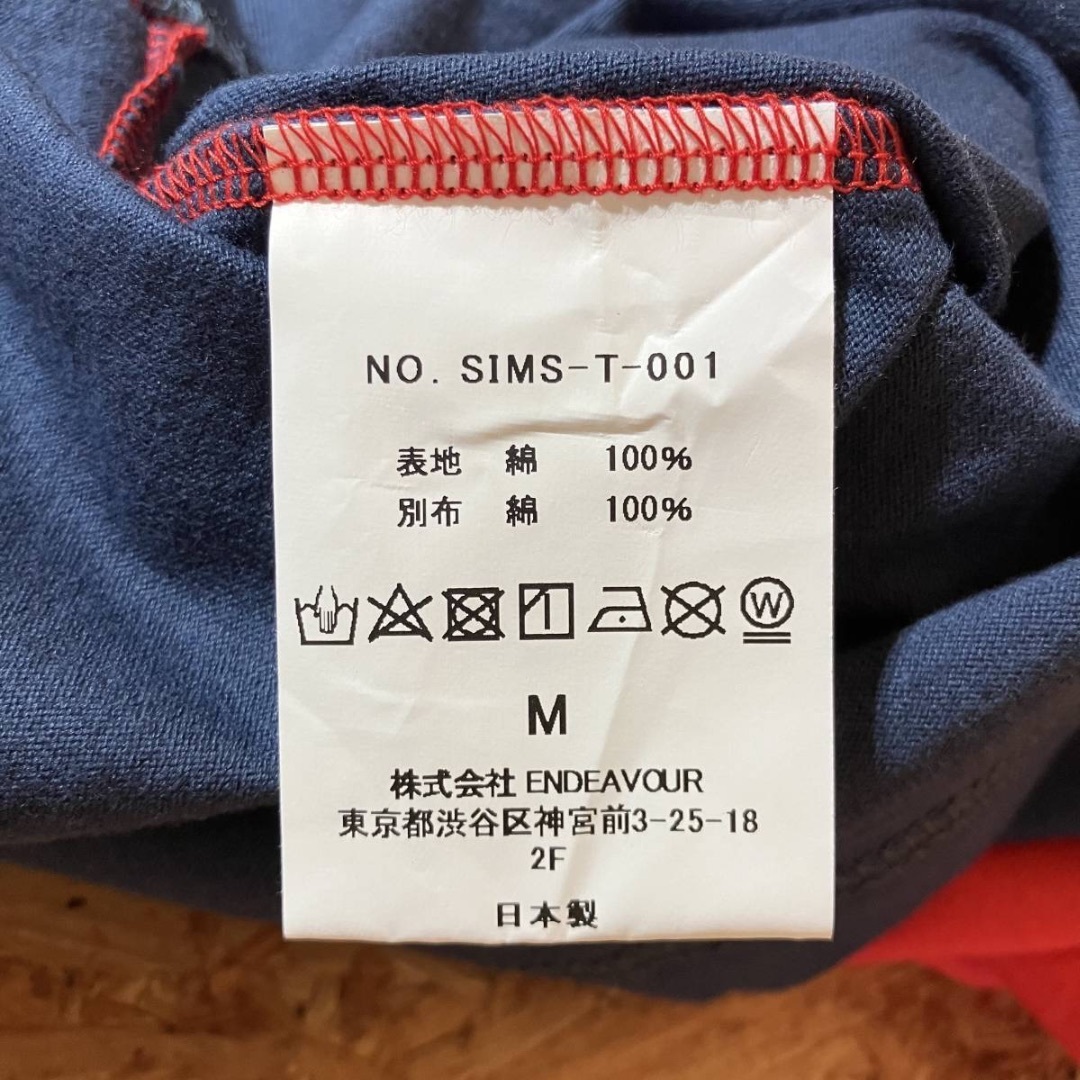 NO. SIMS-T-001
表地 綿 100%
別布 綿 100%
W
M
株式会社 ENDEAVOUR
東京都渋谷区神宮前3-25-18
2F
日本製